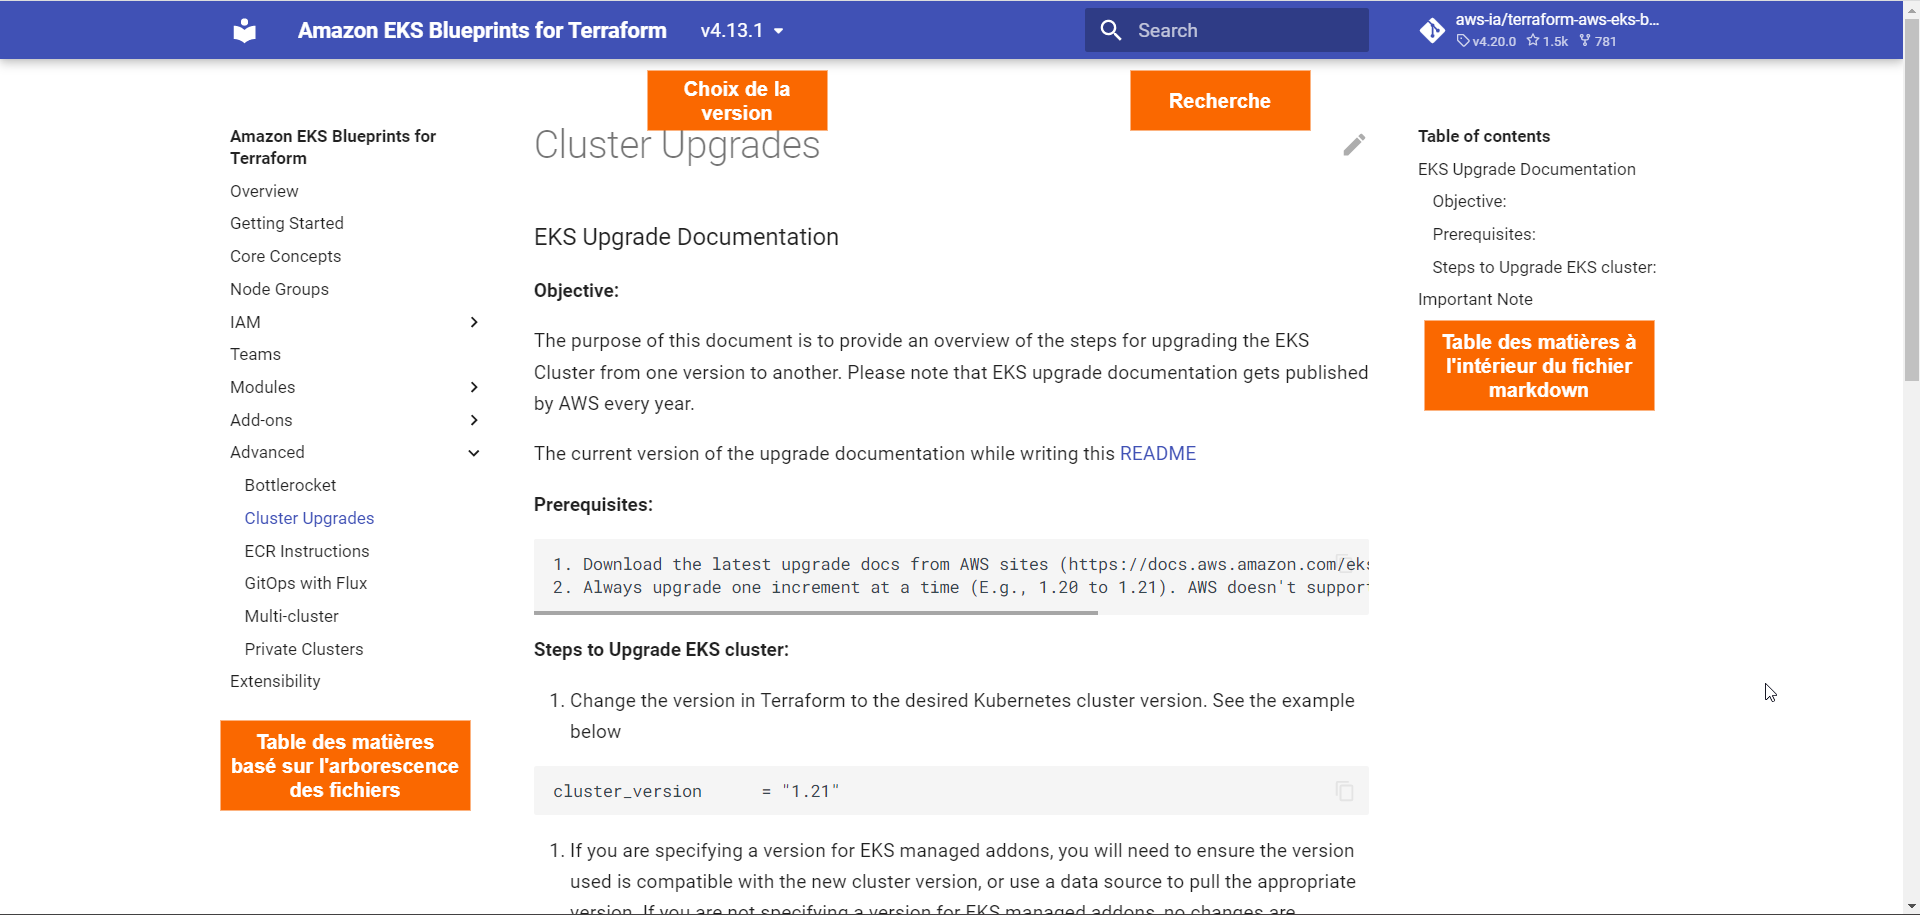 Amazon EKS Blueprints for Terraform
v4.13.1
Search
aws-ia/terraform-aws-eks-b...
v4.20.0 1.5k 781
Choix de la
version
Recherche
Amazon EKS Blueprints for
Terraform
Overview
Getting Started
Core Concepts
Node Groups
IAM
Teams
Modules
Add-ons
Advanced
Bottlerocket
Cluster Upgrades
ECR Instructions
GitOps with Flux
Multi-cluster
Private Clusters
Extensibility
Table des matières
basé sur l'arborescence
des fichiers
Cluster Upgrades
EKS Upgrade Documentation
Objective:
The purpose of this document is to provide an overview of the steps for upgrading the EKS
Cluster from one version to another. Please note that EKS upgrade documentation gets published
by AWS every year.
The current version of the upgrade documentation while writing this README
Prerequisites:
1. Download the latest upgrade docs from AWS sites (https://docs.aws.amazon.com/eks
2. Always upgrade one increment at a time (E.g., 1.20 to 1.21). AWS doesn't suppor
Steps to Upgrade EKS cluster:
1. Change the version in Terraform to the desired Kubernetes cluster version. See the example
below
cluster_version = "1.21"
1. If you are specifying a version for EKS managed addons, you will need to ensure the version
used is compatible with the new cluster version, or use a data source to pull the appropriate
version. If you are not specifying a version for EKS managed addons, no changes are
Table of contents
EKS Upgrade Documentation
Objective:
Prerequisites:
Steps to Upgrade EKS cluster:
Important Note
Table des matières à
l'intérieur du fichier
markdown